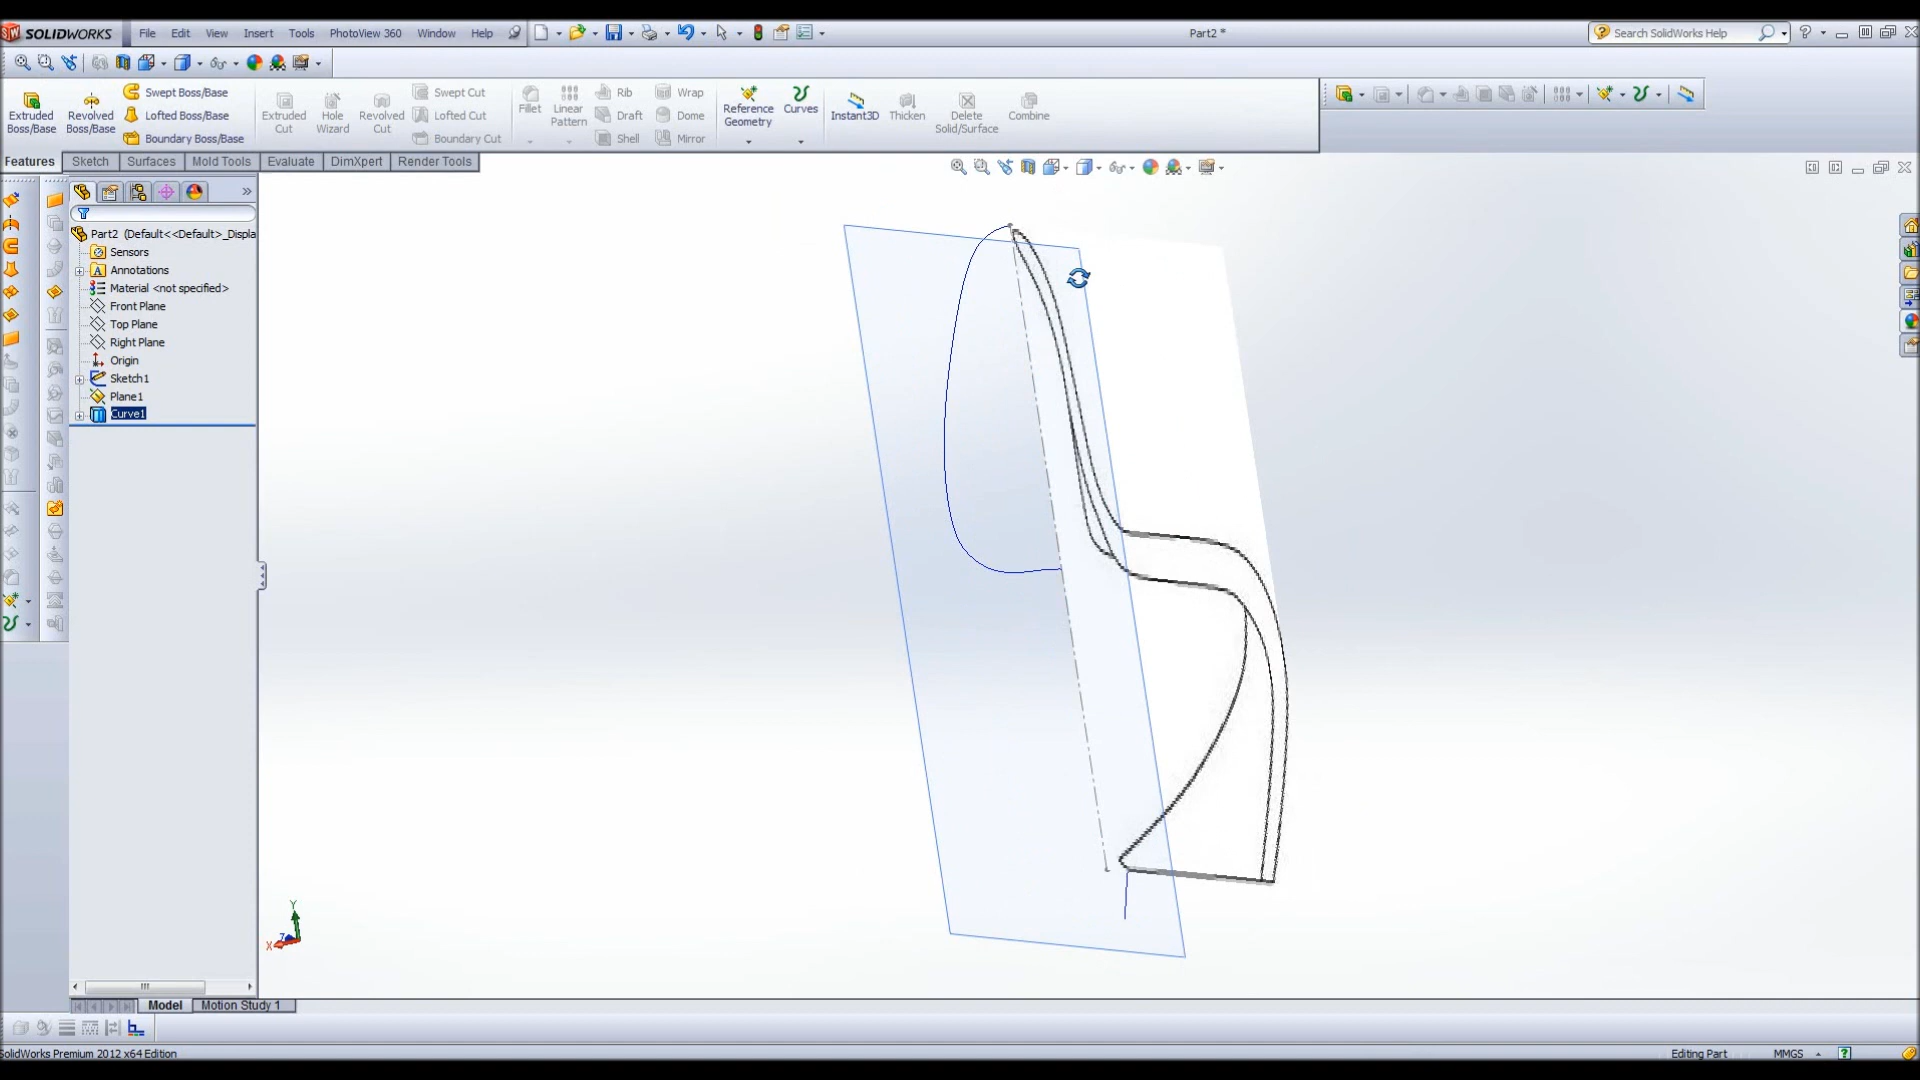 SOLIDWORKS File Edit View Insert Tools PhotoView 360 Window Help Part2 * Search SolidWorks Help
Extruded Boss/Base
Revolved Boss/Base
Swept Boss/Base
Lofted Boss/Base
Boundary Boss/Base
Extruded Cut
Hole Wizard
Revolved Cut
Swept Cut
Lofted Cut
Boundary Cut
Fillet
Linear Pattern
Rib
Draft
Shell
Wrap
Dome
Mirror
Reference Geometry
Curves
Instant3D
Thicken
Delete Solid/Surface
Combine
Features Sketch Surfaces Mold Tools Evaluate DimXpert Render Tools
Part2 (Default<<Default>_Displa
Sensors
A Annotations
Material <not specified>
Front Plane
Top Plane
Right Plane
Origin
Sketch1
Plane1
Curve1
Y
Z
X
Model Motion Study 1
SolidWorks Premium 2012 x64 Edition Editing Part MMGS